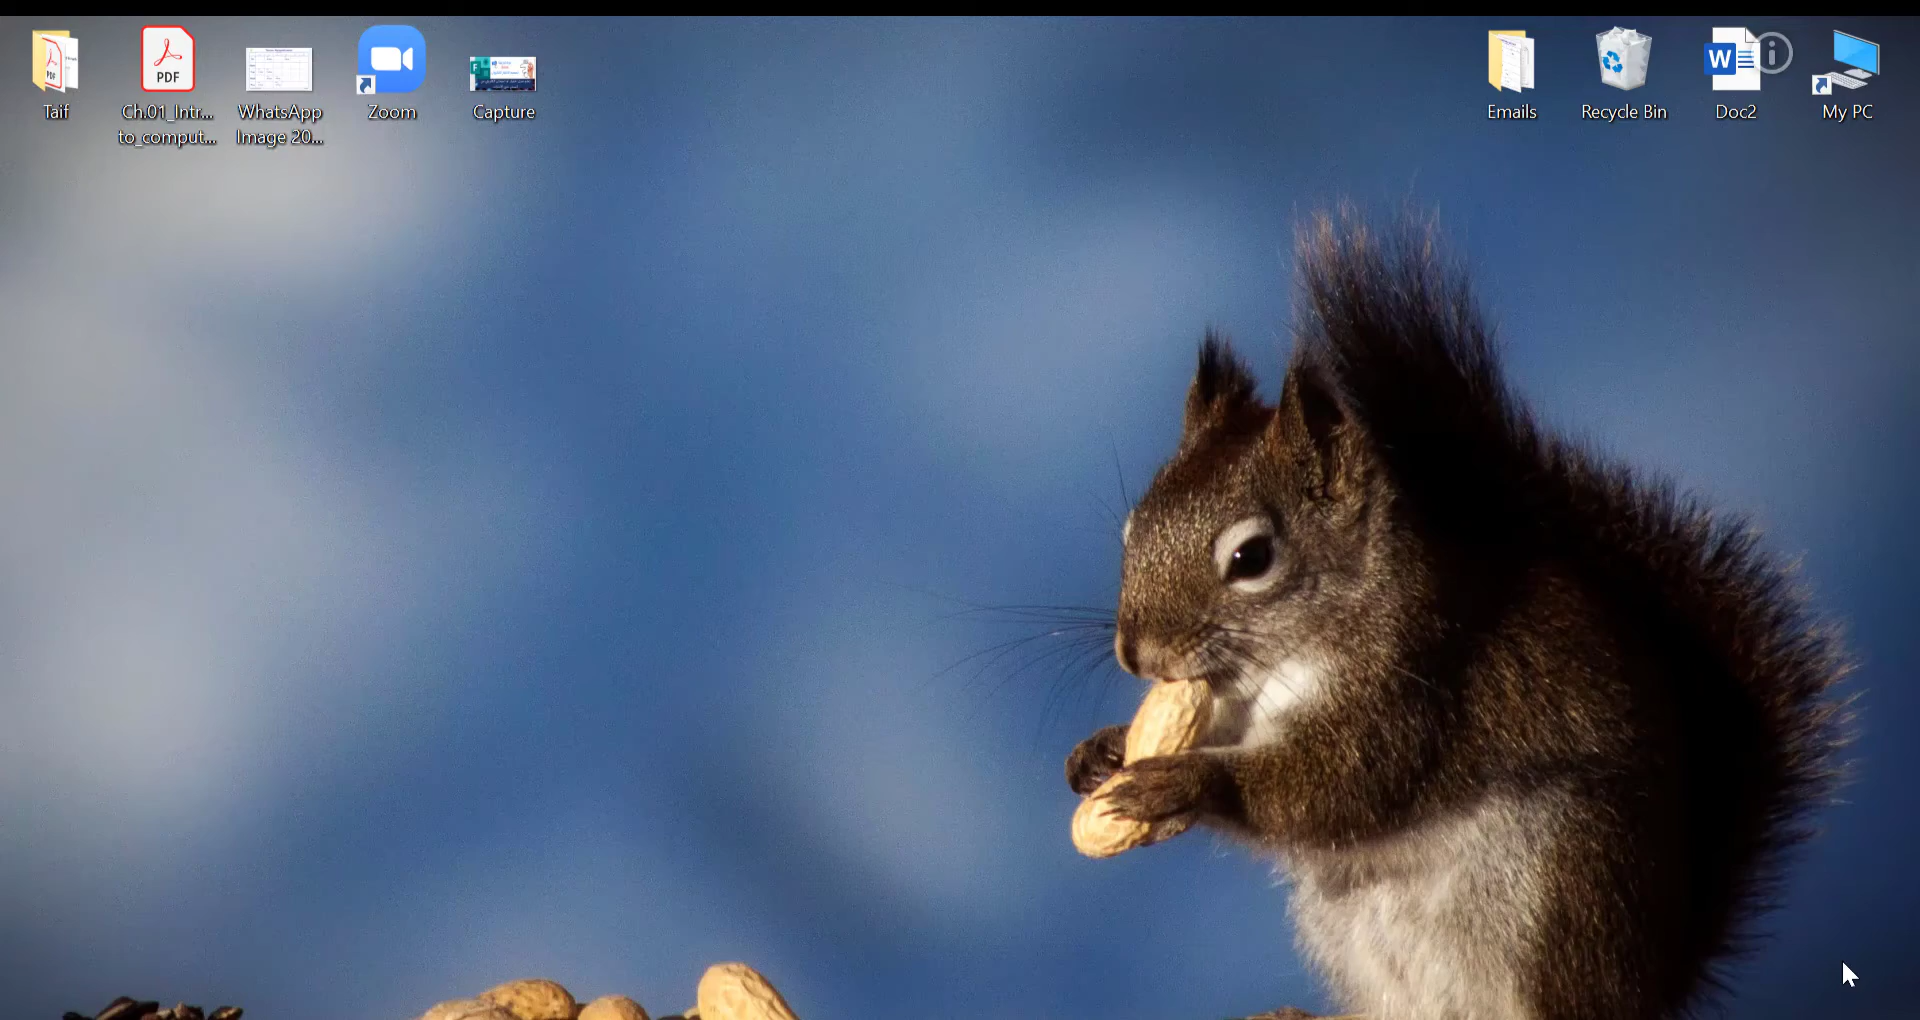 Taif
PDF
Ch.01_Intr...
to_comput...
WhatsApp
Image 20...
Zoom
Capture
Emails
Recycle Bin
W
Doc2
My PC